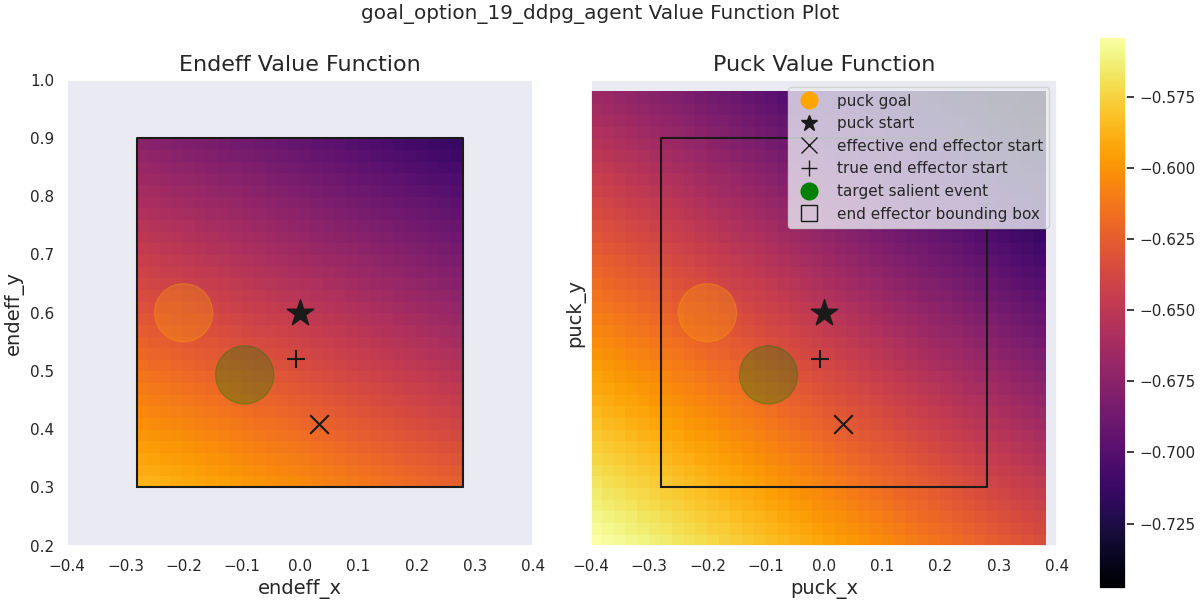 goal_option_19_ddpg_agent Value Function Plot
Endeff Value Function
1.0
0.9
0.8
0.7
0.6
0.5
0.4
0.3
0.2
endeff_y
−0.4 −0.3 −0.2 −0.1 0.0 0.1 0.2 0.3 0.4
endeff_x
Puck Value Function
puck goal
puck start
effective end effector start
true end effector start
target salient event
end effector bounding box
puck_y
−0.4 −0.3 −0.2 −0.1 0.0 0.1 0.2 0.3 0.4
puck_x
−0.575
−0.600
−0.625
−0.650
−0.675
−0.700
−0.725